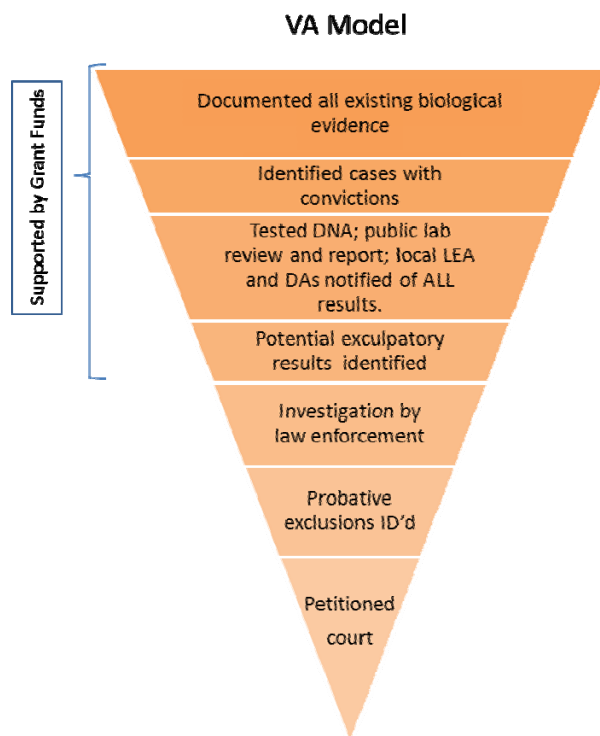 VA Model
Supported by Grant Funds
Documented all existing biological
evidence
Identified cases with
convictions
Tested DNA; public lab
review and report; local LEA
and DAs notified of ALL
results.
Potential exculpatory
results identified
Investigation by
law enforcement
Probative
exclusions ID'd
Petitioned
court